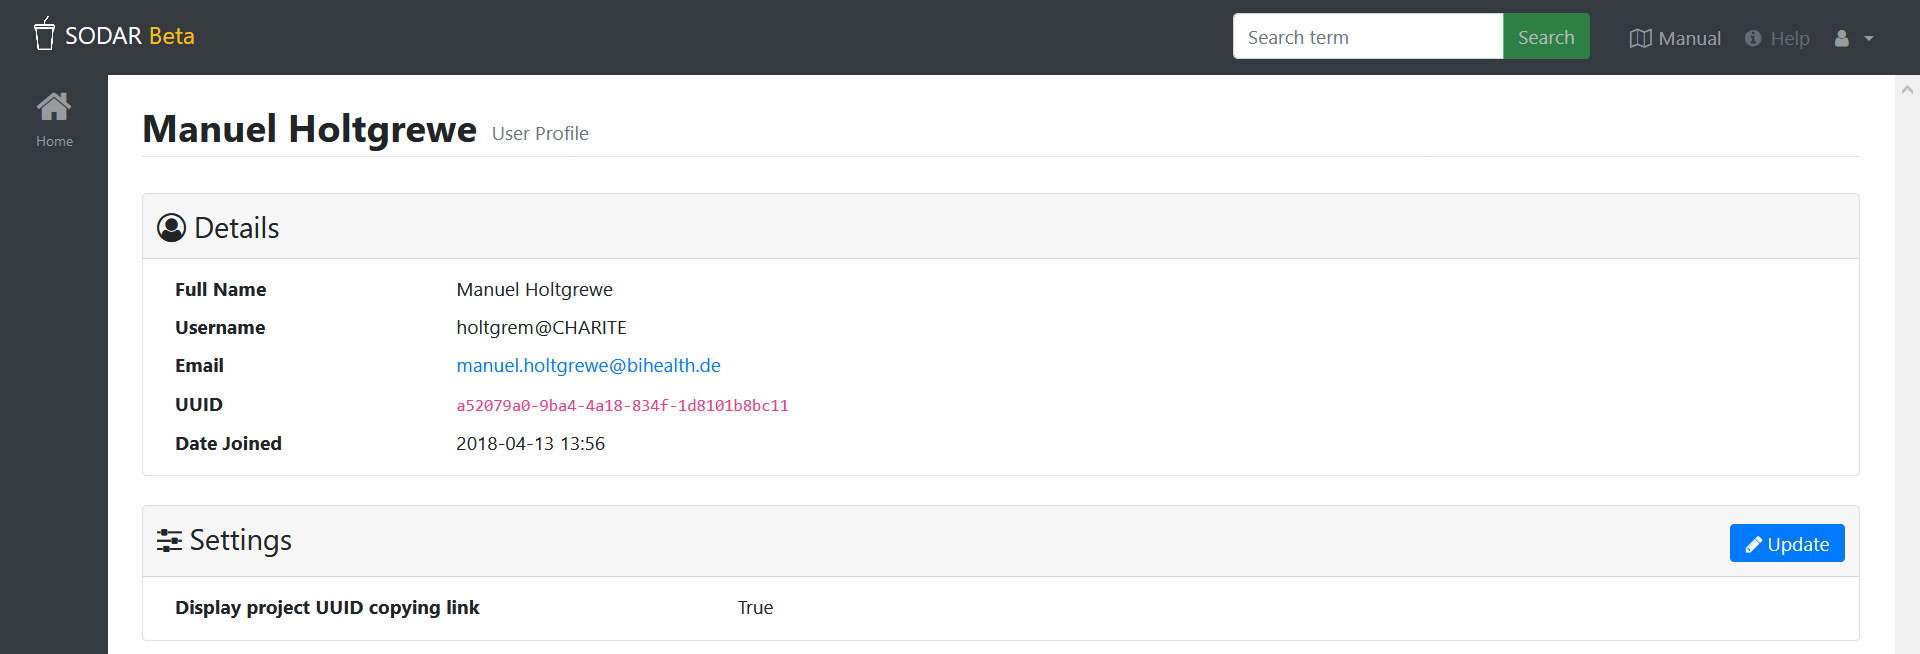 SODAR Beta
Search term
Search
Manual
Help
Home
Manuel Holtgrewe User Profile
Details
Full Name Manuel Holtgrewe
Username holtgrem@CHARITE
Email manuel.holtgrewe@bihealth.de
UUID a52079a0-9ba4-4a18-834f-1d8101b8bc11
Date Joined 2018-04-13 13:56
Settings
Update
Display project UUID copying link True